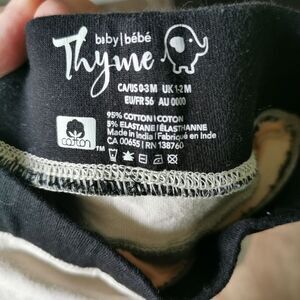 baby|bébé
Thyme
CA/US 0-3 M UK 1-2 M
EU/FR 56 AU 0000
95% COTTON | COTON
5% ELASTANE | ÉLASTHANNE
Made in India | Fabriqué en Inde
CA 00655 | RN 138760
cotton